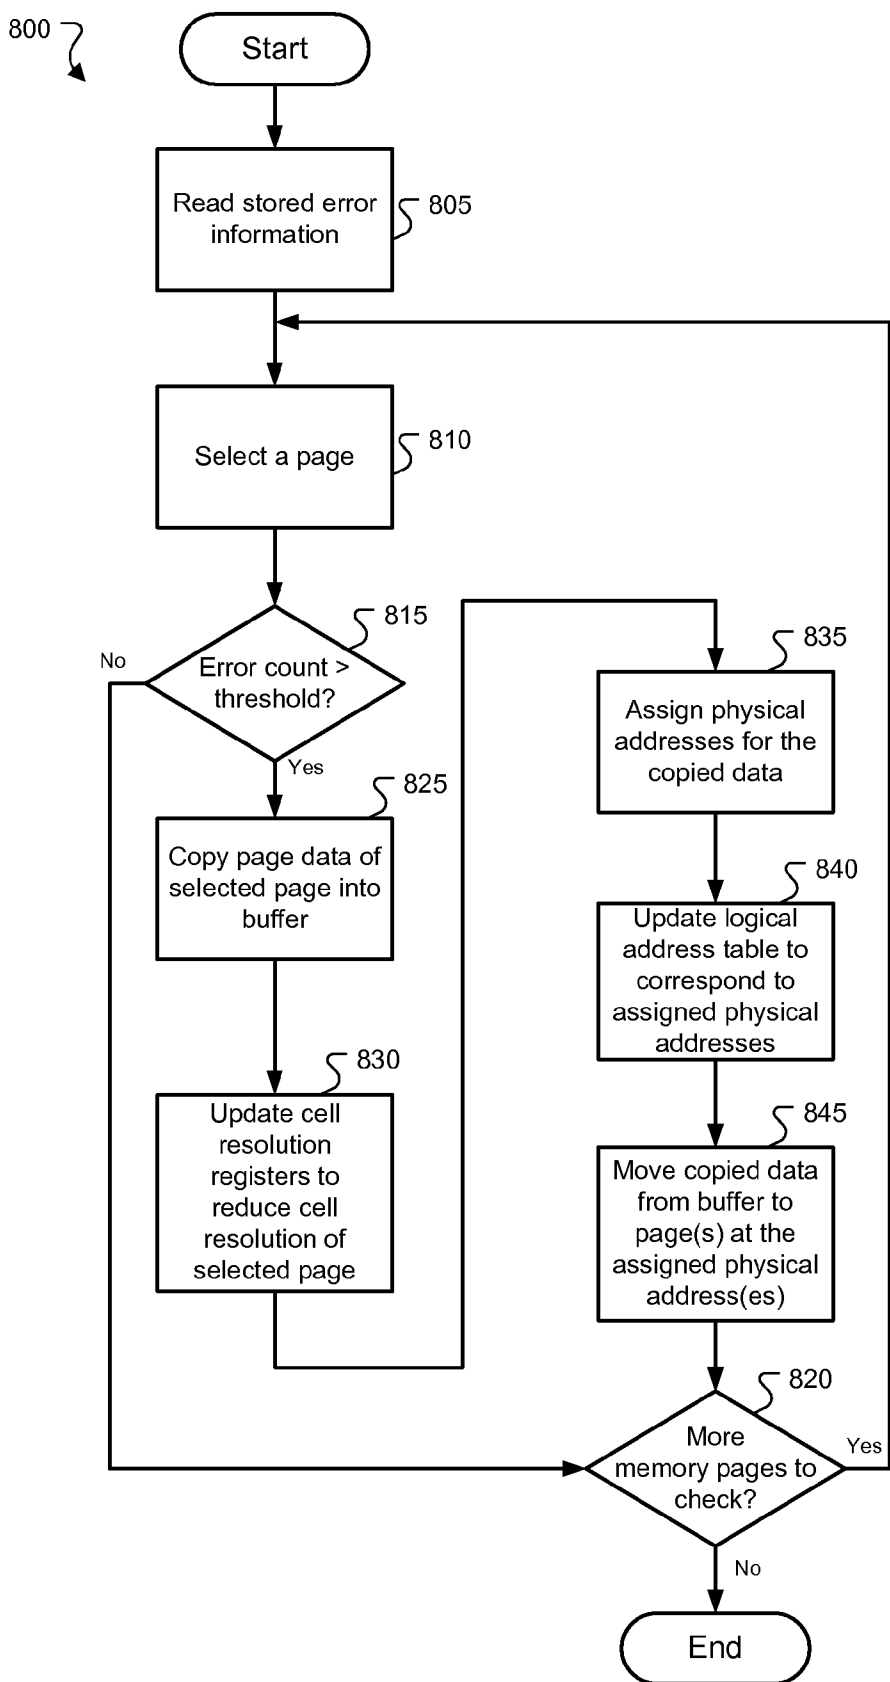 800
Start
Read stored error
information
805
Select a page
810
Error count >
threshold?
815
No
Yes
Copy page data of
selected page into
buffer
825
Update cell
resolution
registers to
reduce cell
resolution of
selected page
830
Assign physical
addresses for the
copied data
835
Update logical
address table to
correspond to
assigned physical
addresses
840
Move copied data
from buffer to
page(s) at the
assigned physical
address(es)
845
More
memory pages to
check?
820
Yes
No
End